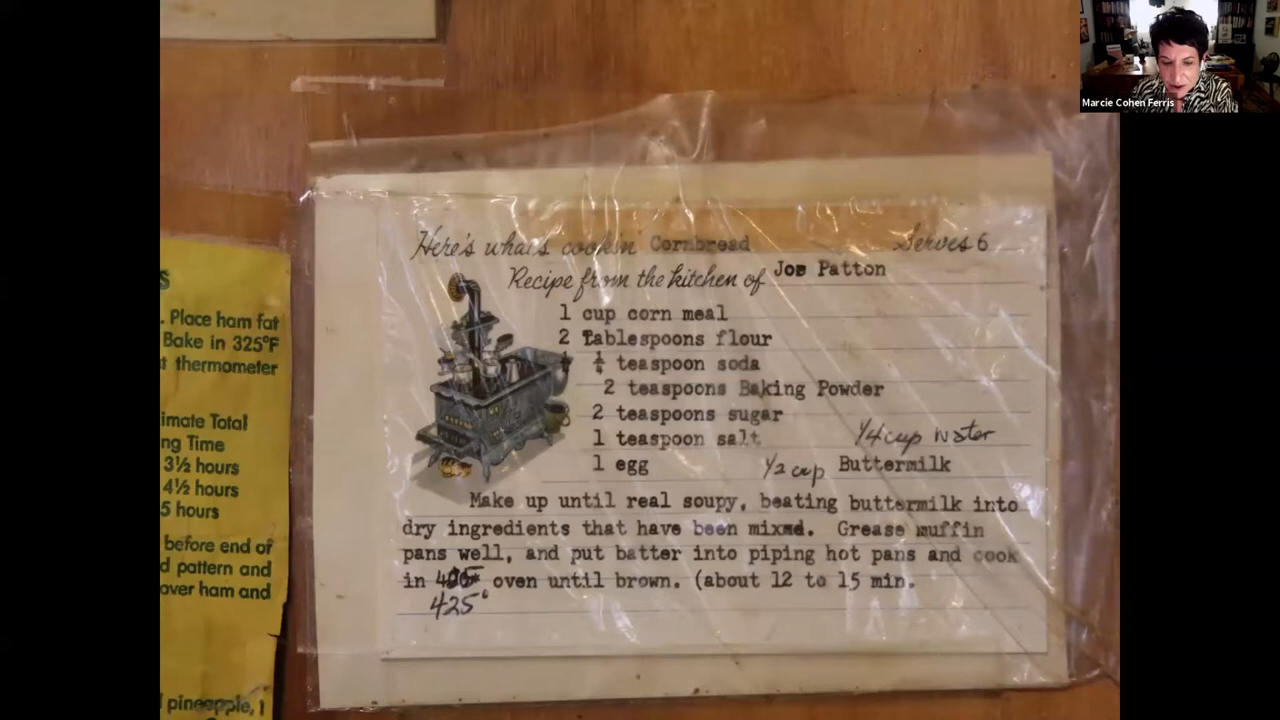 Marcie Cohen Ferris
Here's what's cookin Cornbread Serves 6
Recipe from the kitchen of Joe Patton
1 cup corn meal
2 Tablespoons flour
¼ teaspoon soda
2 teaspoons Baking Powder
2 teaspoons sugar
1 teaspoon salt ¼ cup water
1 egg ½ cup Buttermilk
Make up until real soupy, beating buttermilk into
dry ingredients that have been mixed. Grease muffin
pans well, and put batter into piping hot pans and cook
in oven until brown. (about 12 to 15 min.
425°
S
. Place ham fat
Bake in 325°F
t thermometer
imate Total
ng Time
3½ hours
4½ hours
5 hours
before end of
d pattern and
over ham and
pineapple, 1